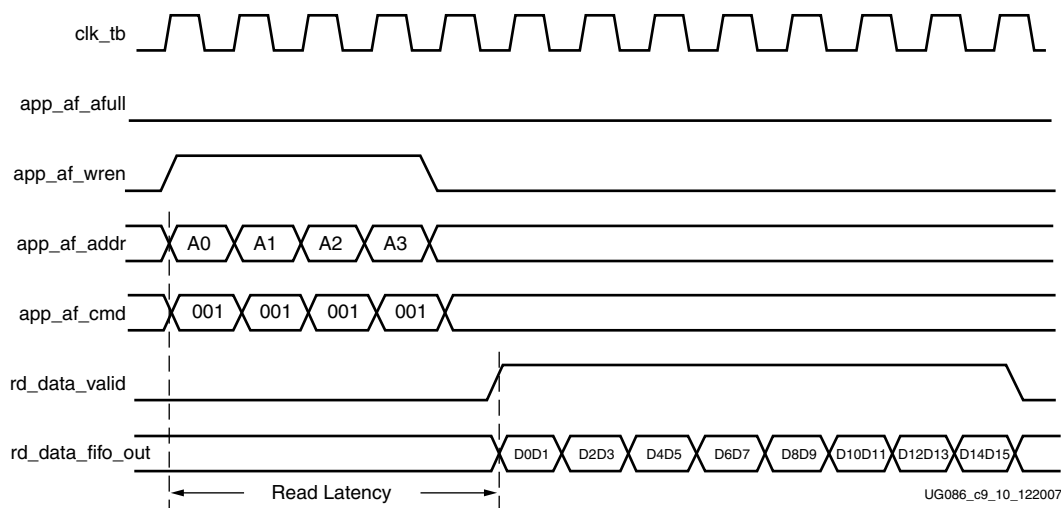 clk_tb
app_af_afull
app_af_wren
app_af_addr A0 A1 A2 A3
app_af_cmd 001 001 001 001
rd_data_valid
rd_data_fifo_out D0D1 D2D3 D4D5 D6D7 D8D9 D10D11 D12D13 D14D15
Read Latency
UG086_c9_10_122007